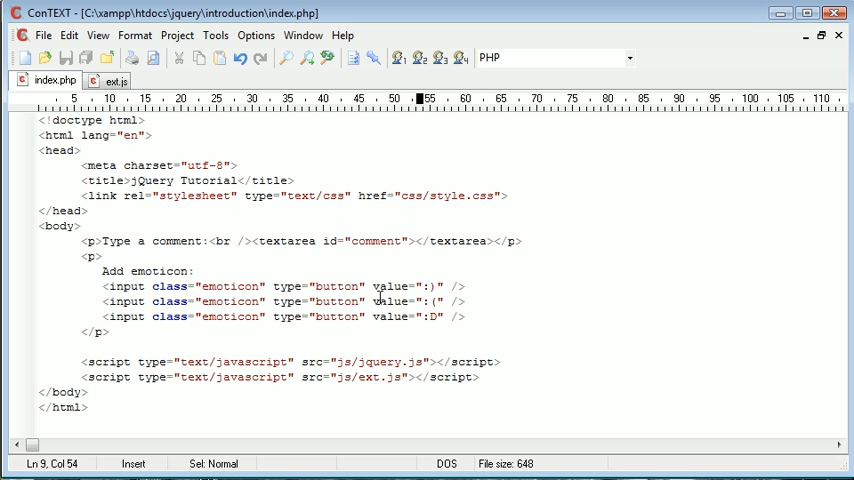 ConTEXT - [C:\xampp\htdocs\jquery\introduction\index.php]
File Edit View Format Project Tools Options Window Help
1 2 3 4 PHP
index.php ext.js
5 10 15 20 25 30 35 40 45 50 55 60 65 70 75 80 85 90 95 100 105 110
<!doctype html>
<html lang="en">
<head>
<meta charset="utf-8">
<title>jQuery Tutorial</title>
<link rel="stylesheet" type="text/css" href="css/style.css">
</head>
<body>
<p>Type a comment:<br /><textarea id="comment"></textarea></p>
<p>
Add emoticon:
<input class="emoticon" type="button" value=":)" />
<input class="emoticon" type="button" value=":(" />
<input class="emoticon" type="button" value=":D" />
</p>
<script type="text/javascript" src="js/jquery.js"></script>
<script type="text/javascript" src="js/ext.js"></script>
</body>
</html>
Ln 9, Col 54 Insert Sel: Normal DOS File size: 648